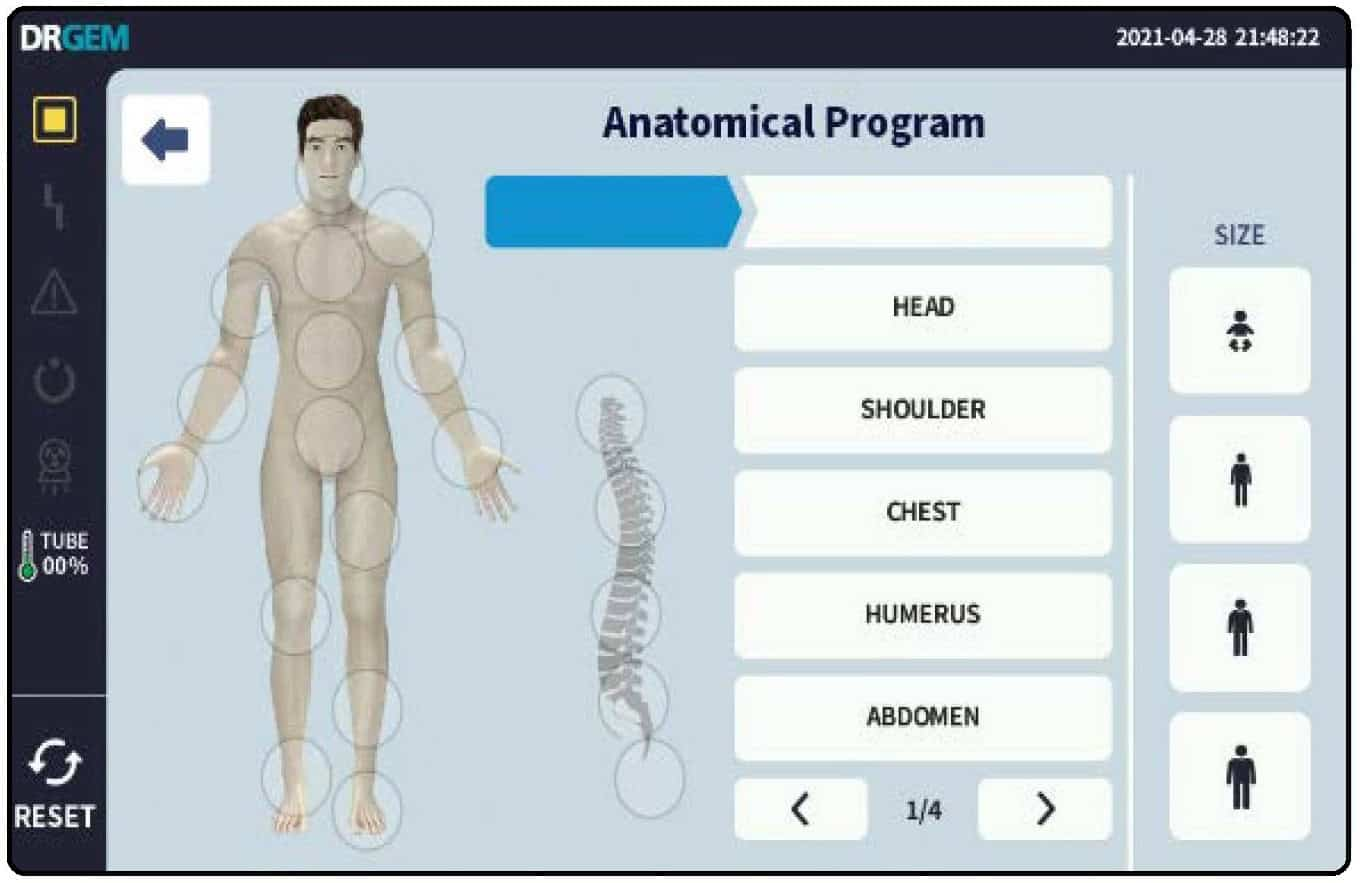 DRGEM
2021-04-28 21:48:22
Anatomical Program
SIZE
HEAD
SHOULDER
CHEST
HUMERUS
ABDOMEN
1/4
TUBE
00%
RESET